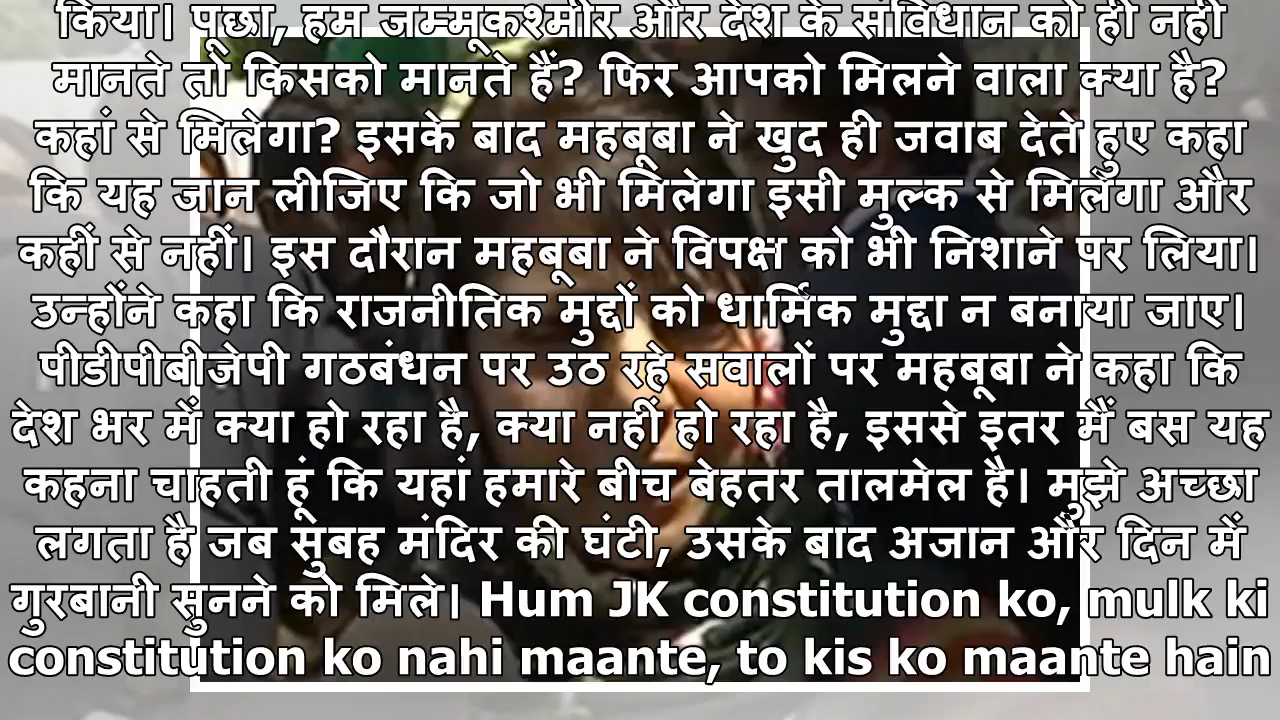 किया। पूछा, हम जम्मूकश्मीर और देश के संविधान को ही नहीं
मानते तो किसको मानते हैं? फिर आपको मिलने वाला क्या है?
कहां से मिलेगा? इसके बाद महबूबा ने खुद ही जवाब देते हुए कहा
कि यह जान लीजिए कि जो भी मिलेगा इसी मुल्क से मिलेगा और
कहीं से नहीं। इस दौरान महबूबा ने विपक्ष को भी निशाने पर लिया।
उन्होंने कहा कि राजनीतिक मुद्दों को धार्मिक मुद्दा न बनाया जाए।
पीडीपीबीजेपी गठबंधन पर उठ रहे सवालों पर महबूबा ने कहा कि
देश भर में क्या हो रहा है, क्या नहीं हो रहा है, इससे इतर मैं बस यह
कहना चाहती हूं कि यहां हमारे बीच बेहतर तालमेल है। मुझे अच्छा
लगता है जब सुबह मंदिर की घंटी, उसके बाद अजान और दिन में
गुरबानी सुनने को मिले। Hum JK constitution ko, mulk ki
constitution ko nahi maante, to kis ko maante hain